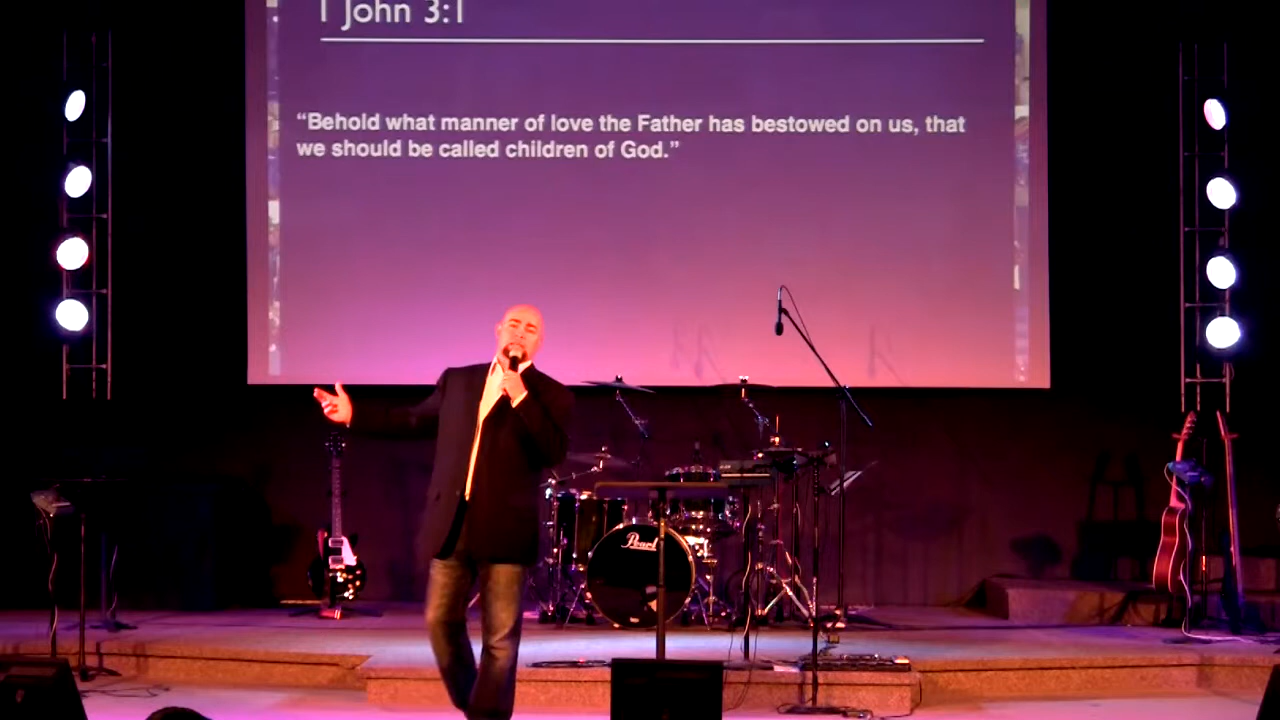 1 John 3:1
“Behold what manner of love the Father has bestowed on us, that
we should be called children of God.”
Pearl